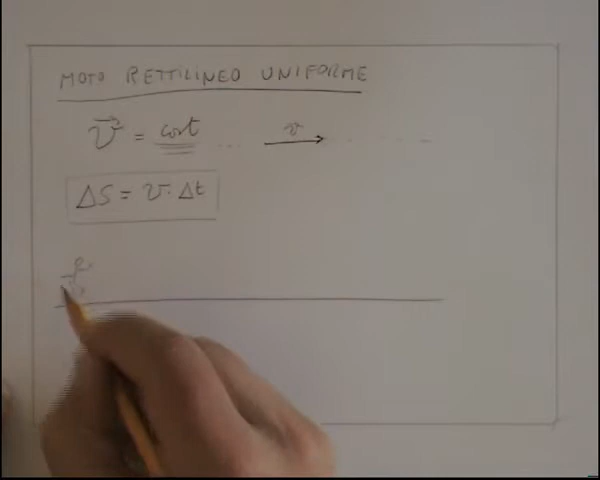 MOTO RETTILINEO UNIFORME
v⃗ = cost ... v
ΔS = v · Δt